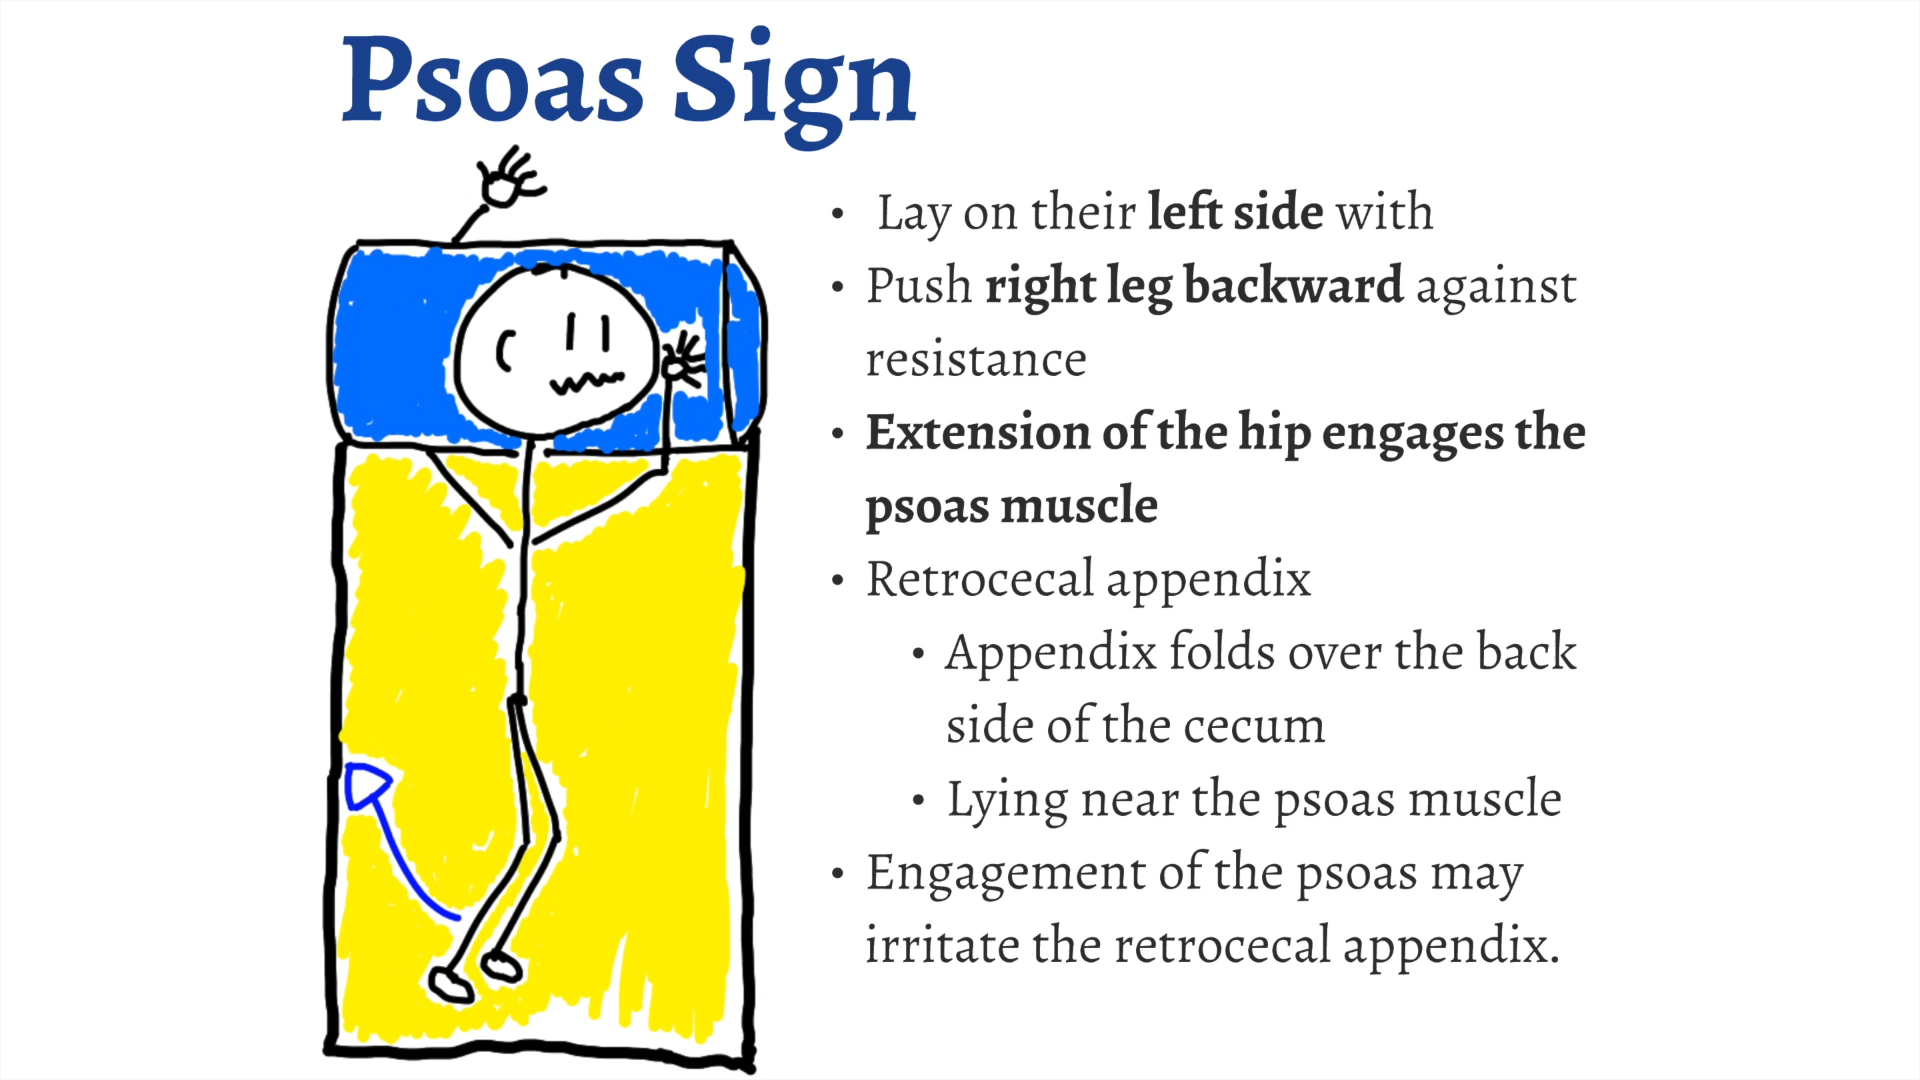 Psoas Sign
• Lay on their left side with
• Push right leg backward against
resistance
• Extension of the hip engages the
psoas muscle
• Retrocecal appendix
• Appendix folds over the back
side of the cecum
• Lying near the psoas muscle
• Engagement of the psoas may
irritate the retrocecal appendix.